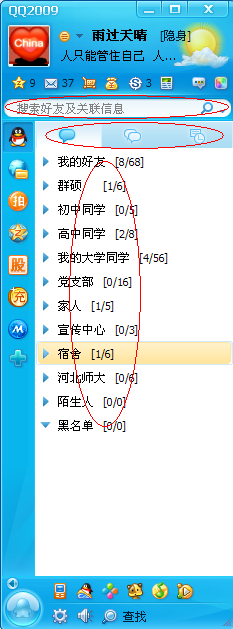 QQ2009
China
雨过天晴 [隐身]
人只能管住自己 人...
9 37 3
搜索好友及关联信息
我的好友 [8/68]
群硕 [1/6]
初中同学 [0/5]
高中同学 [2/8]
我的大学同学 [4/56]
党支部 [0/16]
家人 [1/5]
宣传中心 [0/3]
宿舍 [1/6]
河北师大 [0/6]
陌生人 [0/0]
黑名单 [0/0]
拍
股
充
查找